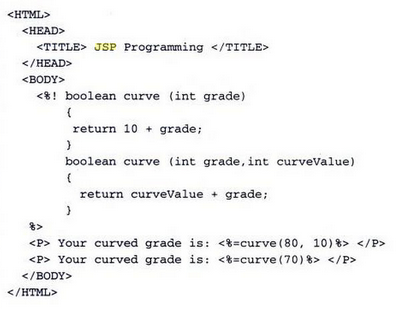 <HTML>
<HEAD>
<TITLE> JSP Programming </TITLE>
</HEAD>
<BODY>
<%! boolean curve (int grade)
{
return 10 + grade;
}
boolean curve (int grade,int curveValue)
{
return curveValue + grade;
}
%>
<P> Your curved grade is: <%=curve(80, 10)%> </P>
<P> Your curved grade is: <%=curve(70)%> </P>
</BODY>
</HTML>